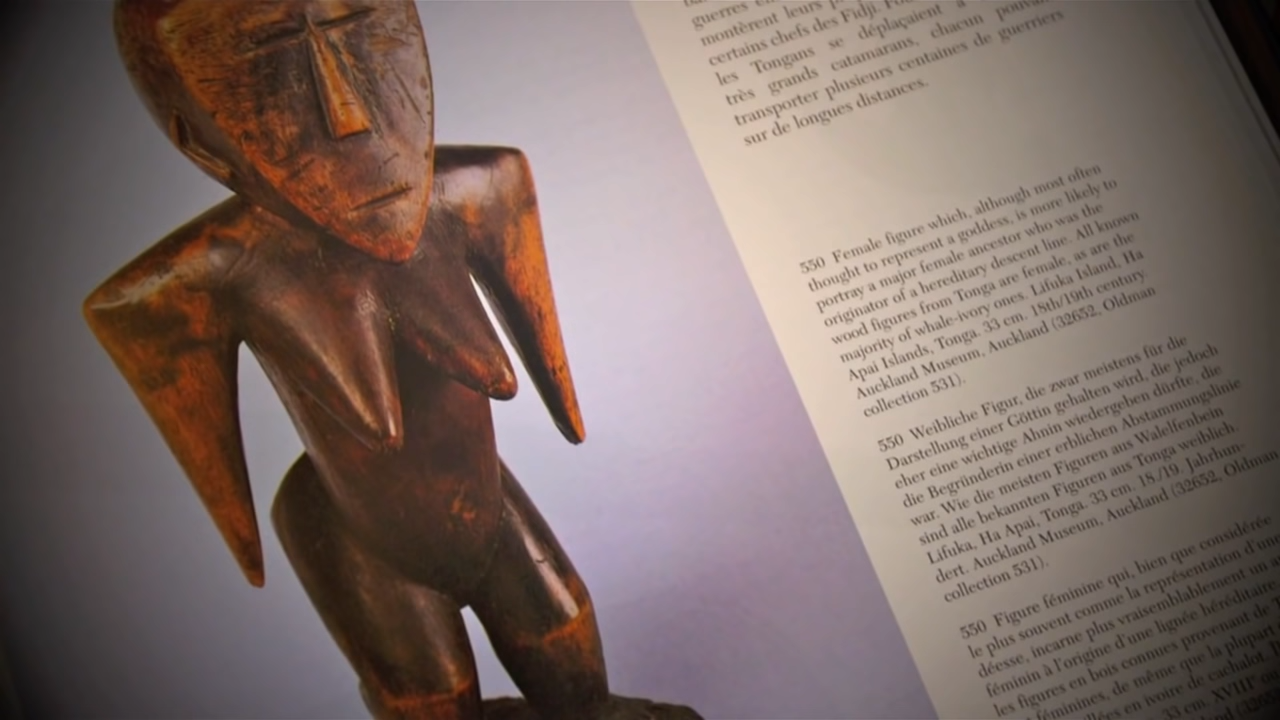 guerres en
montèrent leurs
certains chefs des Fidji.
les Tongans se déplaçaient à
très grands catamarans, chacun pouvant
transporter plusieurs centaines de guerriers
sur de longues distances.
550 Female figure which, although most often
thought to represent a goddess, is more likely to
portray a major female ancestor who was the
originator of a hereditary descent line. All known
wood figures from Tonga are female, as are the
majority of whale-ivory ones. Lifuka Island, Ha
Apai Islands, Tonga. 33 cm. 18th/19th century
Auckland Museum, Auckland (32652, Oldman
collection 531).
550 Weibliche Figur, die zwar meistens für die
Darstellung einer Göttin gehalten wird, die jedoch
eher eine wichtige Ahnin wiedergeben dürfte, die
die Begründerin einer erblichen Abstammungslinie
war. Wie die meisten Figuren aus Walelfenbein
sind alle bekannten Figuren aus Tonga weiblich.
Lifuka, Ha Apai, Tonga. 33 cm. 18./19. Jahrhun-
dert. Auckland Museum, Auckland (32652, Oldman
collection 531).
550 Figure féminine qui, bien que considérée
le plus souvent comme la représentation d'une
déesse, incarne plus vraisemblablement un
féminin à l'origine d'une lignée héréditaire
les figures en bois connues provenant de
féminines, de même que la plupart
en ivoire de cachalot.
33 cm. XVIIIe